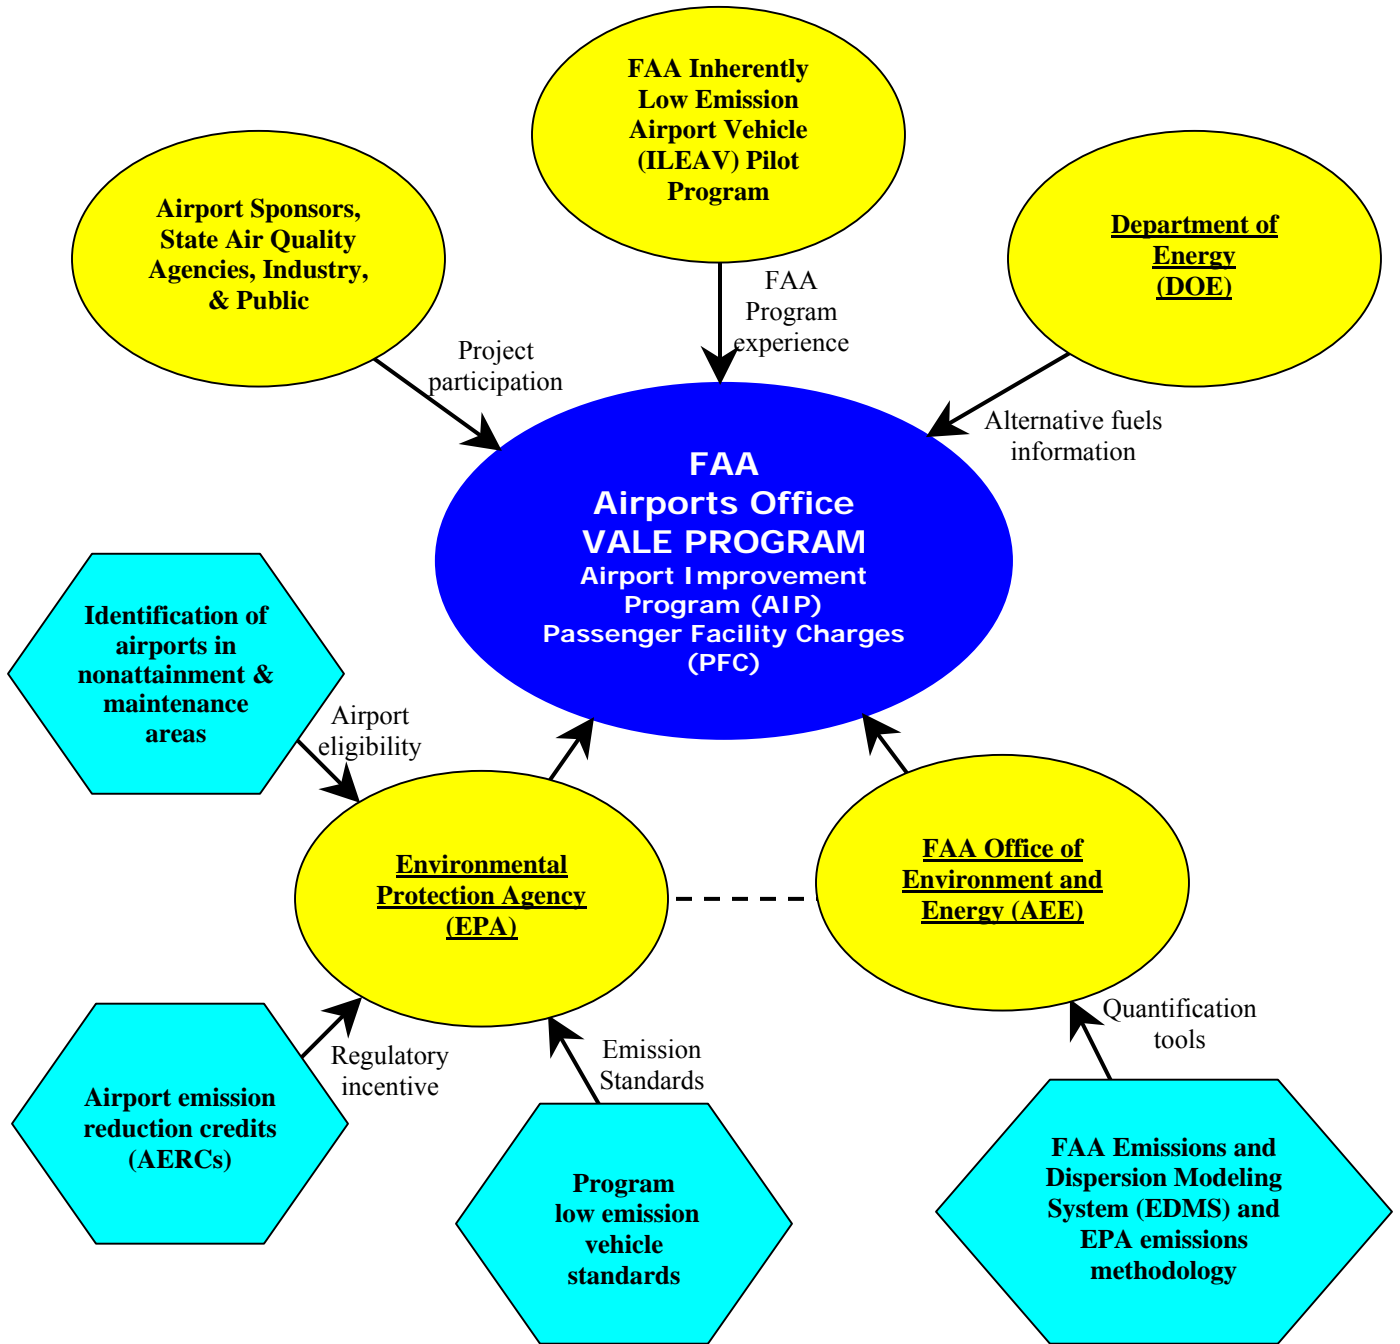 FAA Inherently
Low Emission
Airport Vehicle
(ILEAV) Pilot
Program
Airport Sponsors,
State Air Quality
Agencies, Industry,
& Public
Department of
Energy
(DOE)
FAA
Program
experience
Project
participation
Alternative fuels
information
FAA
Airports Office
VALE PROGRAM
Airport Improvement
Program (AIP)
Passenger Facility Charges
(PFC)
Identification of
airports in
nonattainment &
maintenance
areas
Airport
eligibility
Environmental
Protection Agency
(EPA)
FAA Office of
Environment and
Energy (AEE)
Airport emission
reduction credits
(AERCs)
Regulatory
incentive
Emission
Standards
Quantification
tools
Program
low emission
vehicle
standards
FAA Emissions and
Dispersion Modeling
System (EDMS) and
EPA emissions
methodology